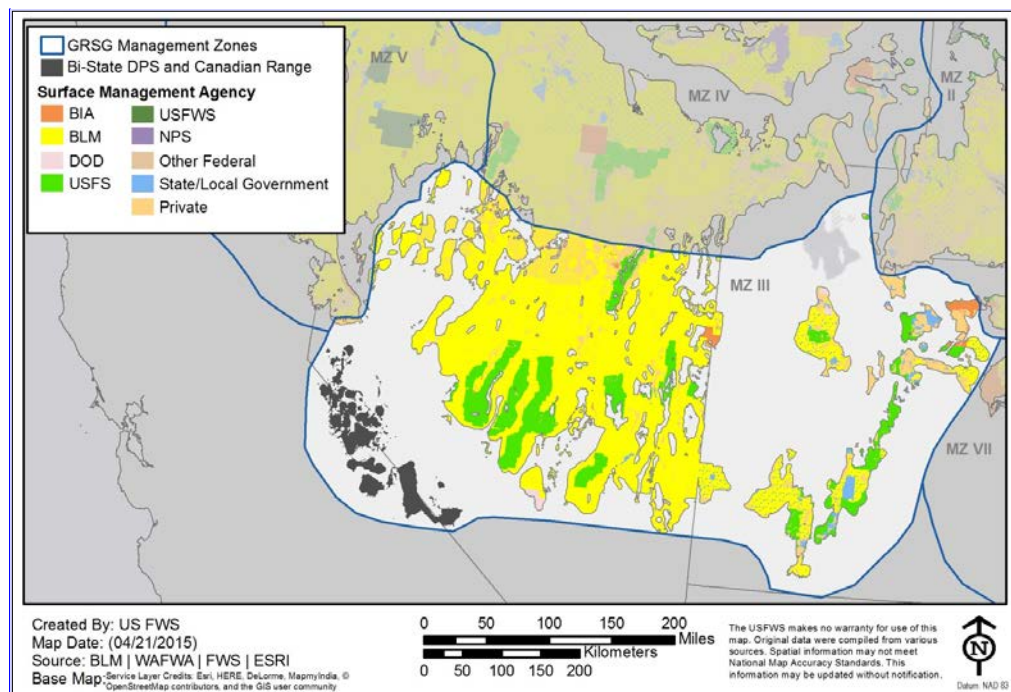 GRSG Management Zones
Bi-State DPS and Canadian Range
Surface Management Agency
BIA
USFWS
BLM
NPS
DOD
Other Federal
USFS
State/Local Government
Private
MZ V
MZ IV
MZ II
MZ III
MZ VII
Created By: US FWS
Map Date: (04/21/2015)
Source: BLM | WAFWA | FWS | ESRI
Base Map:Service Layer Credits: Esri, HERE, DeLorme, MapmyIndia, ©
OpenStreetMap contributors, and the GIS user community
0 50 100 150 200
Miles
Kilometers
0 50 100 150 200
The USFWS makes no warranty for use of this
map. Original data were compiled from various
sources. Spatial information may not meet
National Map Accuracy Standards. This
information may be updated without notification.
N
Datum: NAD 83